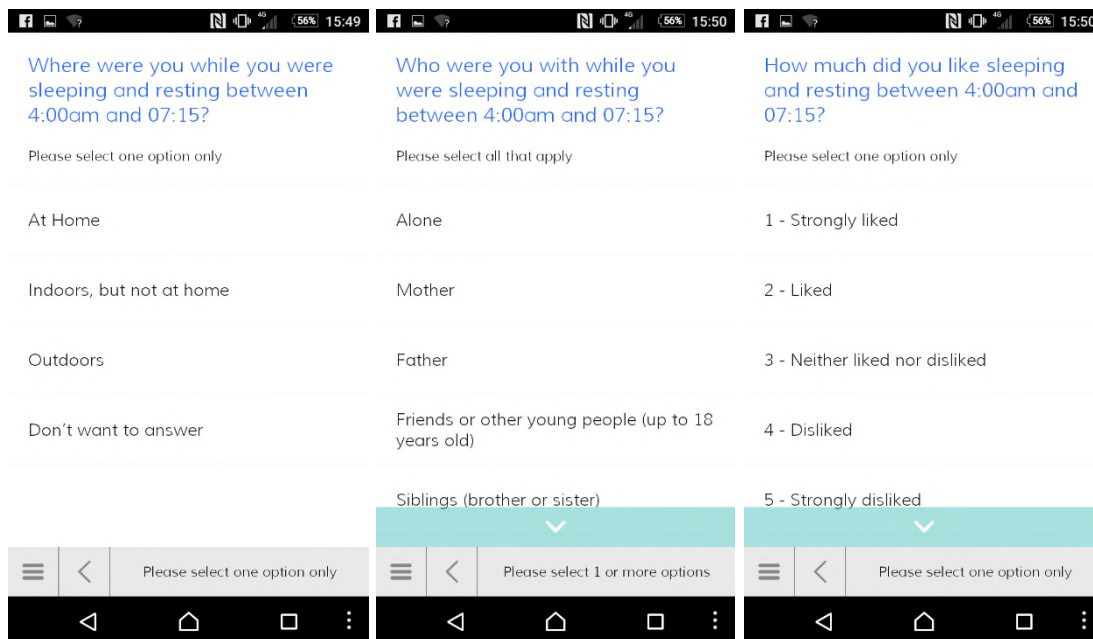 4G 56% 15:49
Where were you while you were
sleeping and resting between
4:00am and 07:15?
Please select one option only
At Home
Indoors, but not at home
Outdoors
Don't want to answer
Please select one option only
4G 56% 15:50
Who were you with while you
were sleeping and resting
between 4:00am and 07:15?
Please select all that apply
Alone
Mother
Father
Friends or other young people (up to 18
years old)
Siblings (brother or sister)
Please select 1 or more options
4G 56% 15:50
How much did you like sleeping
and resting between 4:00am and
07:15?
Please select one option only
1 - Strongly liked
2 - Liked
3 - Neither liked nor disliked
4 - Disliked
5 - Strongly disliked
Please select one option only